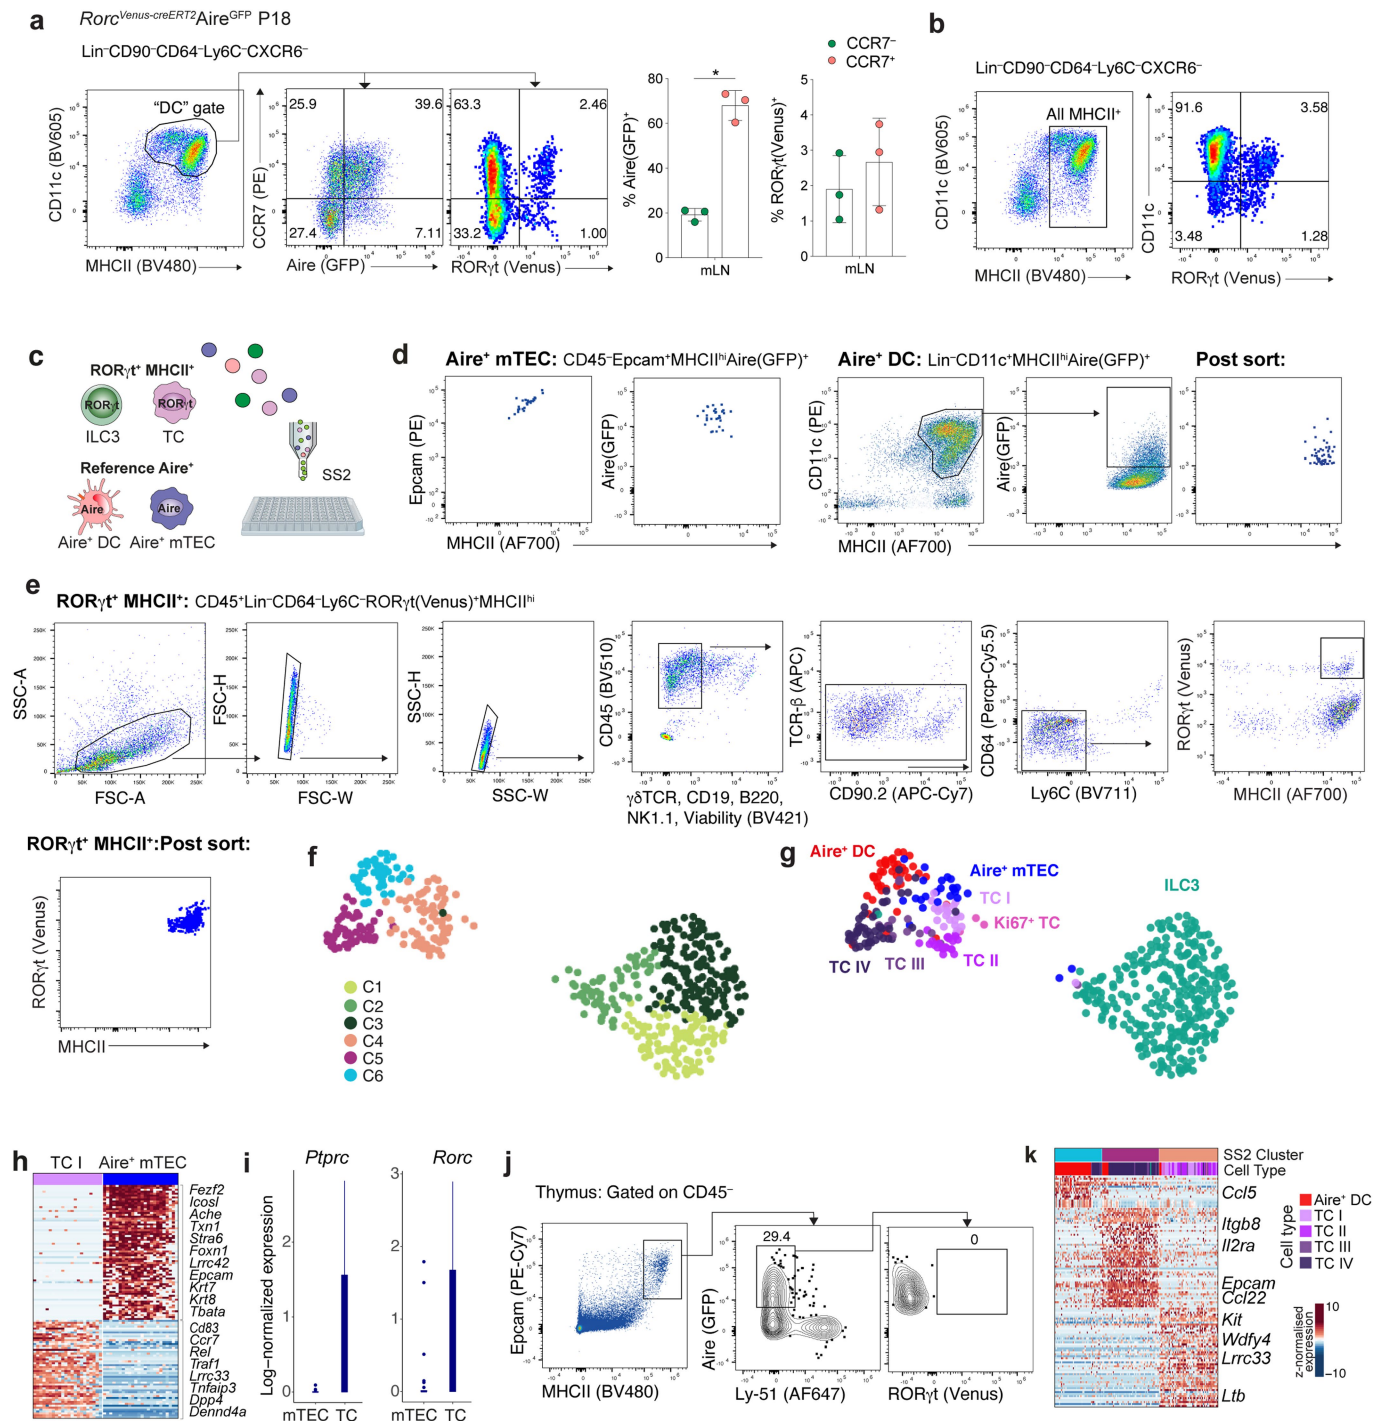 a
Rorc^Venus-creERT2 Aire^GFP P18
Lin⁻CD90⁻CD64⁻Ly6C⁻CXCR6⁻
"DC" gate
CD11c (BV605)
MHCII (BV480)
25.9 39.6
27.4 7.11
CCR7 (PE)
Aire (GFP)
63.3 2.46
33.2 1.00
RORγt (Venus)
CCR7⁻
CCR7⁺
% Aire(GFP)⁺
80
60
40
20
0
*
mLN
% RORγt(Venus)⁺
5
4
3
2
1
0
mLN
b
Lin⁻CD90⁻CD64⁻Ly6C⁻CXCR6⁻
All MHCII⁺
CD11c (BV605)
MHCII (BV480)
91.6 3.58
3.48 1.28
CD11c
RORγt (Venus)
c
RORγt⁺ MHCII⁺
RORγt RORγt
ILC3 TC
Reference Aire⁺
Aire Aire
Aire⁺ DC Aire⁺ mTEC
SS2
d
Aire⁺ mTEC: CD45⁻Epcam⁺MHCIIʰⁱAire(GFP)⁺
Epcam (PE)
Aire(GFP)
MHCII (AF700)
Aire⁺ DC: Lin⁻CD11c⁺MHCIIʰⁱAire(GFP)⁺
CD11c (PE)
Aire(GFP)
MHCII (AF700)
Post sort:
e
RORγt⁺ MHCII⁺: CD45⁺Lin⁻CD64⁻Ly6C⁻RORγt(Venus)⁺MHCIIʰⁱ
SSC-A
FSC-A
FSC-H
FSC-W
SSC-H
SSC-W
CD45 (BV510)
γδTCR, CD19, B220,
NK1.1, Viability (BV421)
TCR-β (APC)
CD90.2 (APC-Cy7)
CD64 (Percp-Cy5.5)
Ly6C (BV711)
RORγt (Venus)
MHCII (AF700)
RORγt⁺ MHCII⁺:Post sort:
RORγt (Venus)
MHCII
f
C1
C2
C3
C4
C5
C6
g
Aire⁺ DC
Aire⁺ mTEC
TC I
Ki67⁺ TC
TC II
TC III
TC IV
ILC3
h
TC I Aire⁺ mTEC
Fezf2
Icosl
Ache
Txn1
Stra6
Foxn1
Lrrc42
Epcam
Krt7
Krt8
Tbata
Cd83
Ccr7
Rel
Traf1
Lrrc33
Tnfaip3
Dpp4
Dennd4a
i
Ptprc
Log-normalized expression
2
1
0
mTEC TC
Rorc
3
2
1
0
mTEC TC
j
Thymus: Gated on CD45⁻
Epcam (PE-Cy7)
MHCII (BV480)
29.4
Aire (GFP)
Ly-51 (AF647)
0
RORγt (Venus)
k
SS2 Cluster
Cell Type
Ccl5
Itgb8
Il2ra
Epcam
Ccl22
Kit
Wdfy4
Lrrc33
Ltb
Cell type
Aire⁺ DC
TC I
TC II
TC III
TC IV
z-normalised
expression
10
−10